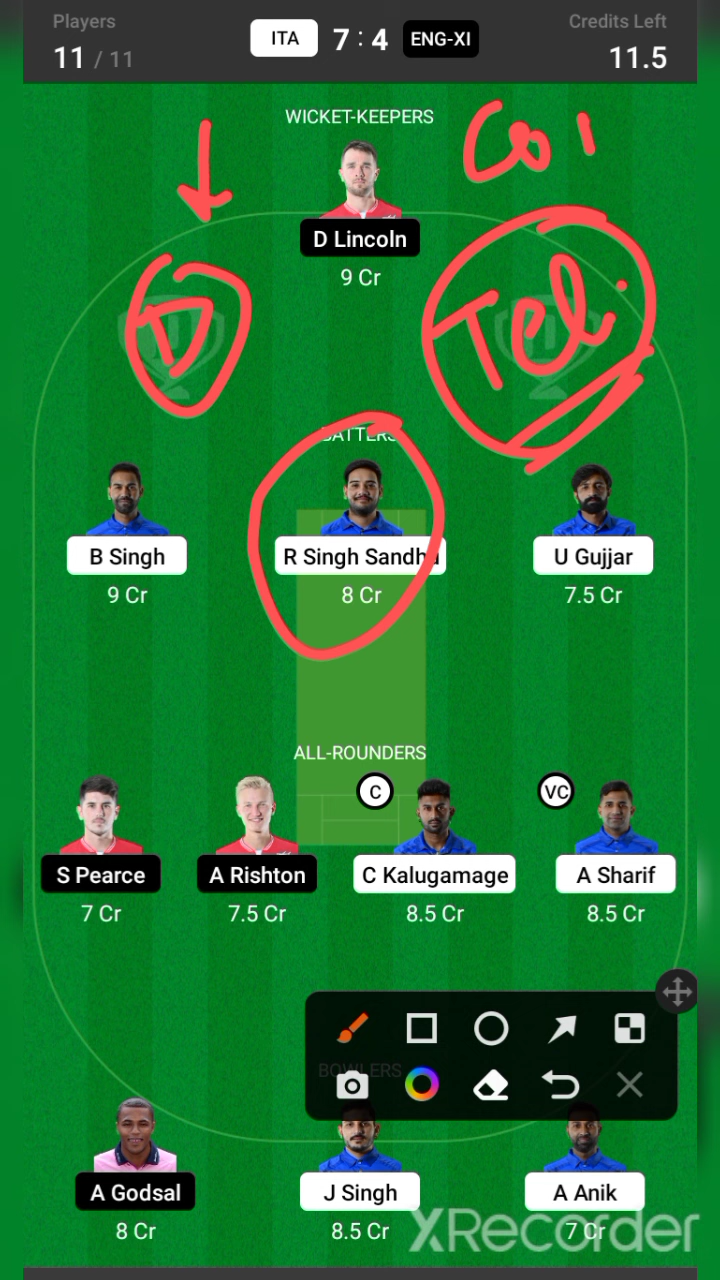 Players
11 / 11
ITA 7 : 4 ENG-XI
Credits Left
11.5
WICKET-KEEPERS
Co
D Lincoln
9 Cr
D
Tel:
BATTERS
B Singh
9 Cr
R Singh Sandhu
8 Cr
U Gujjar
7.5 Cr
ALL-ROUNDERS
C
VC
S Pearce
7 Cr
A Rishton
7.5 Cr
C Kalugamage
8.5 Cr
A Sharif
8.5 Cr
BOWLERS
A Godsal
8 Cr
J Singh
8.5 Cr
A Anik
7 Cr
XRecorder